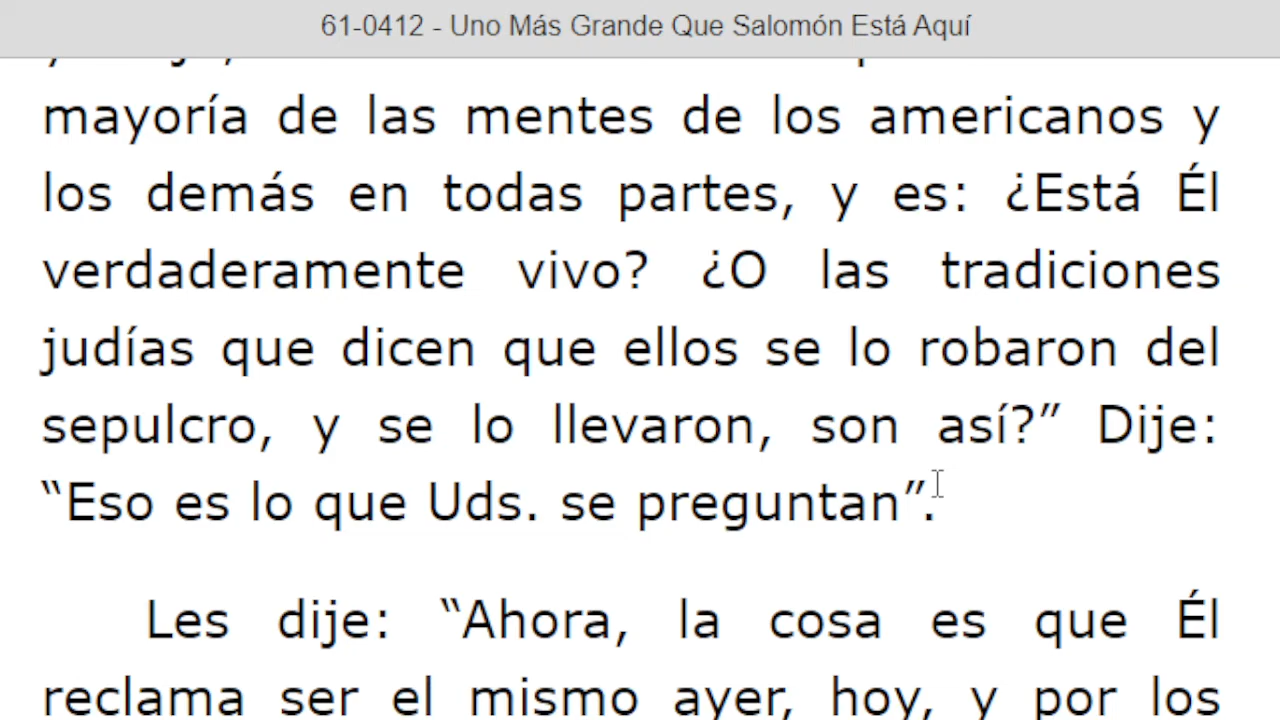 61-0412 - Uno Más Grande Que Salomón Está Aquí
mayoría de las mentes de los americanos y
los demás en todas partes, y es: ¿Está Él
verdaderamente vivo? ¿O las tradiciones
judías que dicen que ellos se lo robaron del
sepulcro, y se lo llevaron, son así?” Dije:
“Eso es lo que Uds. se preguntan”.
Les dije: “Ahora, la cosa es que Él
reclama ser el mismo ayer, hoy, y por los